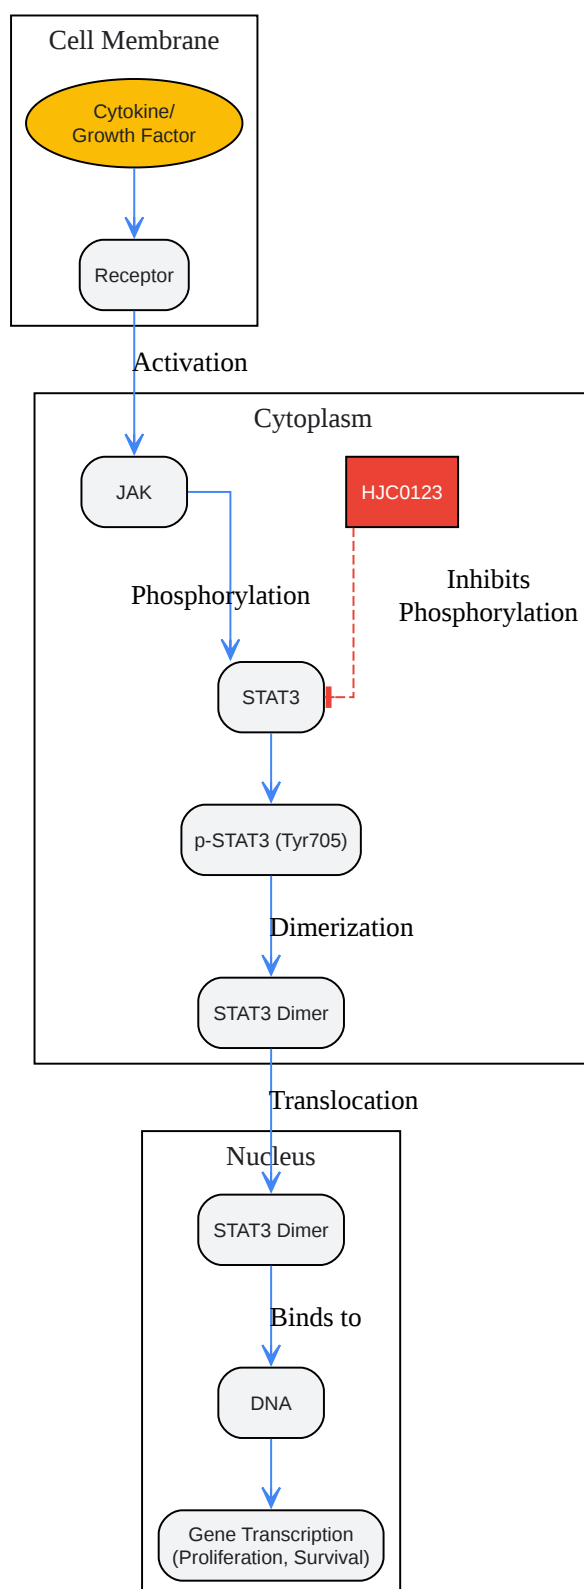 Cell Membrane
Cytokine/
Growth Factor
Receptor
Activation
Cytoplasm
JAK
HJC0123
Phosphorylation
Inhibits
Phosphorylation
STAT3
p-STAT3 (Tyr705)
Dimerization
STAT3 Dimer
Translocation
Nucleus
STAT3 Dimer
Binds to
DNA
Gene Transcription
(Proliferation, Survival)